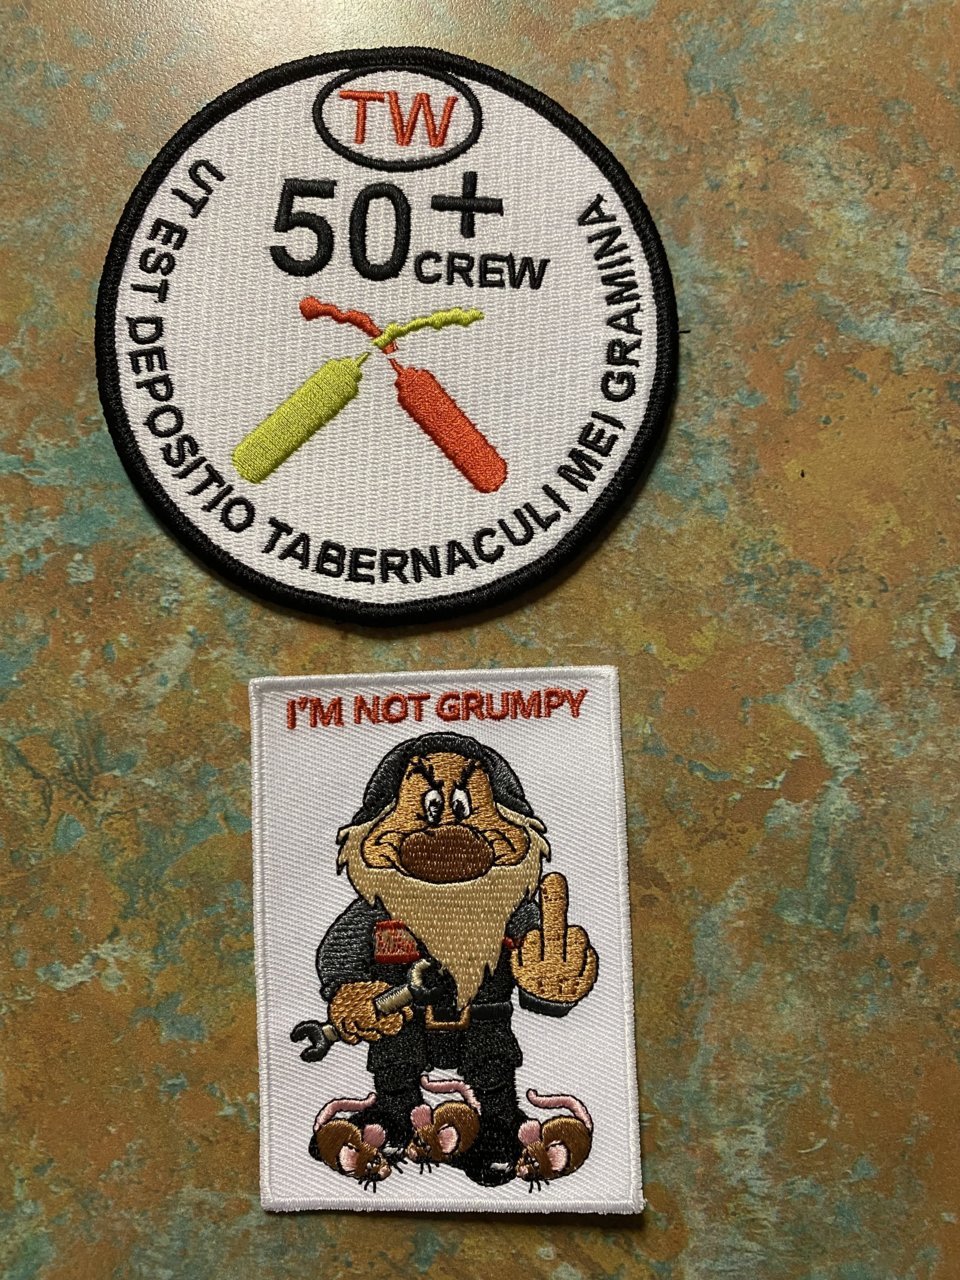 TW
50+
CREW
UT EST DEPOSITIO TABERNACULI MEI GRAMINA
I'M NOT GRUMPY